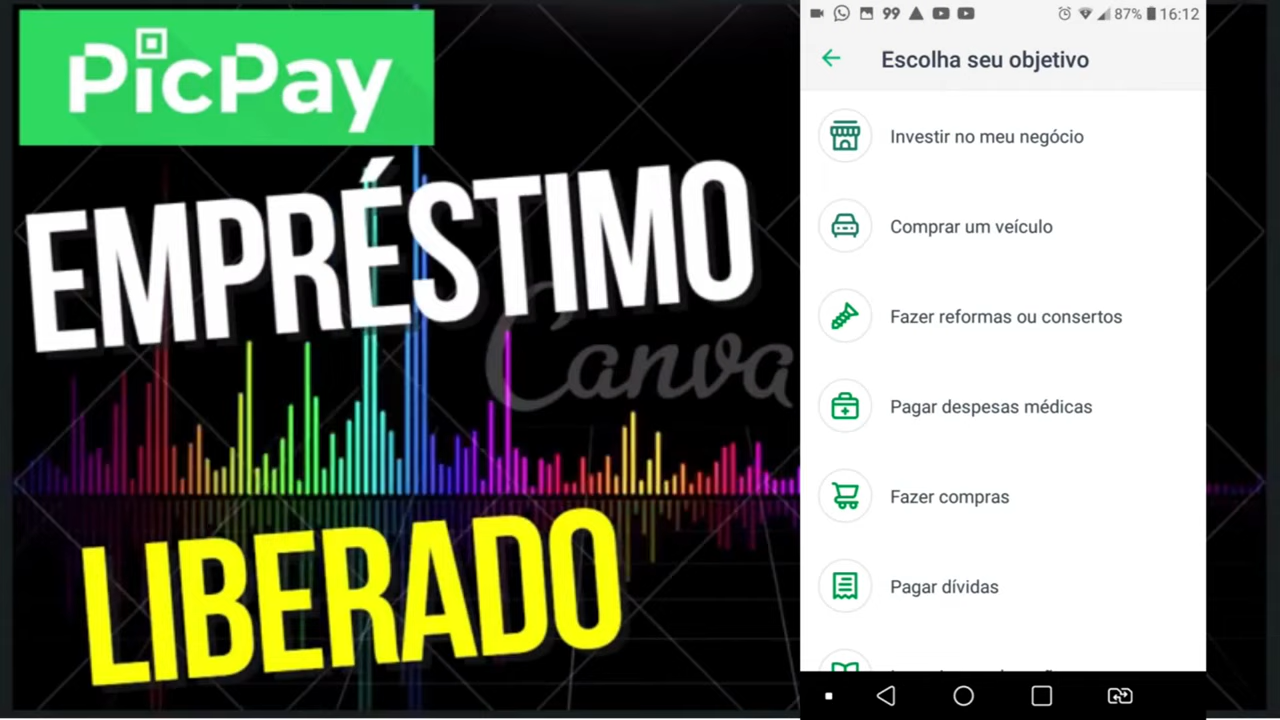 PicPay
EMPRÉSTIMO
LIBERADO
Canva
99
87%
16:12
Escolha seu objetivo
Investir no meu negócio
Comprar um veículo
Fazer reformas ou consertos
Pagar despesas médicas
Fazer compras
Pagar dívidas